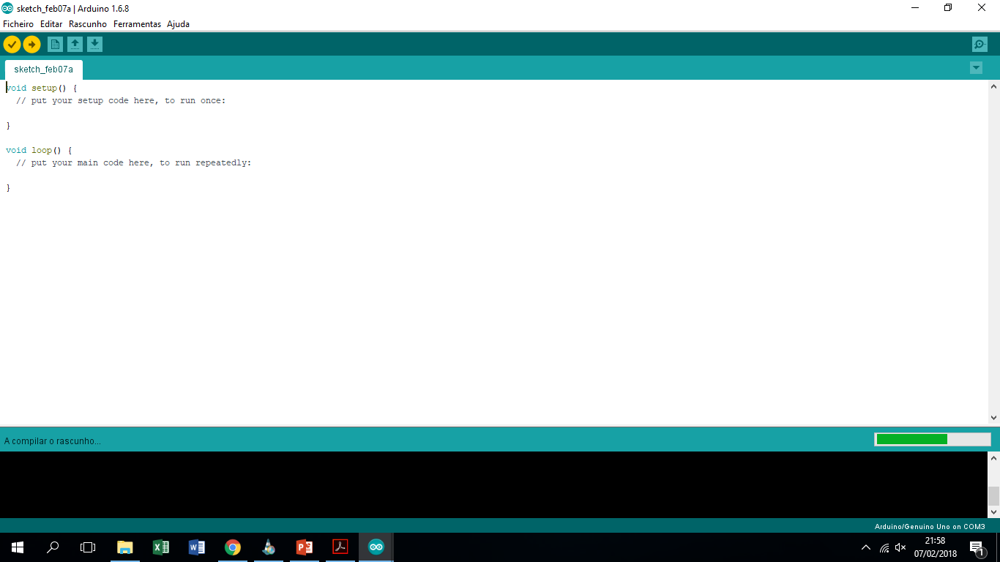 sketch_feb07a | Arduino 1.6.8
Ficheiro Editar Rascunho Ferramentas Ajuda
sketch_feb07a
void setup() {
// put your setup code here, to run once:
}
void loop() {
// put your main code here, to run repeatedly:
}
A compilar o rascunho...
Arduino/Genuino Uno on COM3
21:58
07/02/2018
1